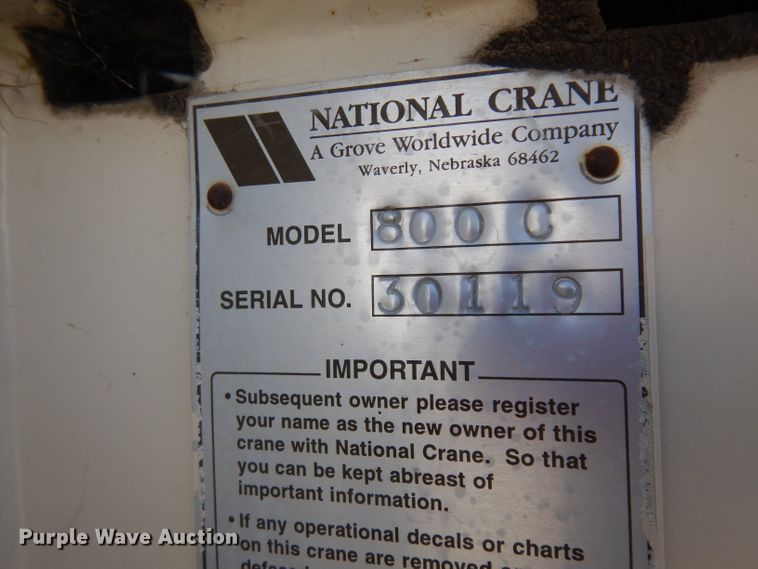 NATIONAL CRANE
A Grove Worldwide Company
Waverly, Nebraska 68462
MODEL 800 C
SERIAL NO. 30119
IMPORTANT
• Subsequent owner please register
your name as the new owner of this
crane with National Crane. So that
you can be kept abreast of
important information.
• If any operational decals or charts
on this crane are removed
Purple Wave Auction